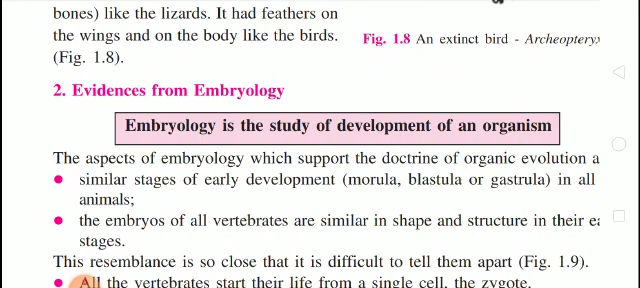 bones) like the lizards. It had feathers on
the wings and on the body like the birds.
Fig. 1.8 An extinct bird - Archeoptery
(Fig. 1.8).
2. Evidences from Embryology
Embryology is the study of development of an organism
The aspects of embryology which support the doctrine of organic evolution a
• similar stages of early development (morula, blastula or gastrula) in all
animals;
• the embryos of all vertebrates are similar in shape and structure in their ea
stages.
This resemblance is so close that it is difficult to tell them apart (Fig. 1.9).
• All the vertebrates start their life from a single cell, the zygote.